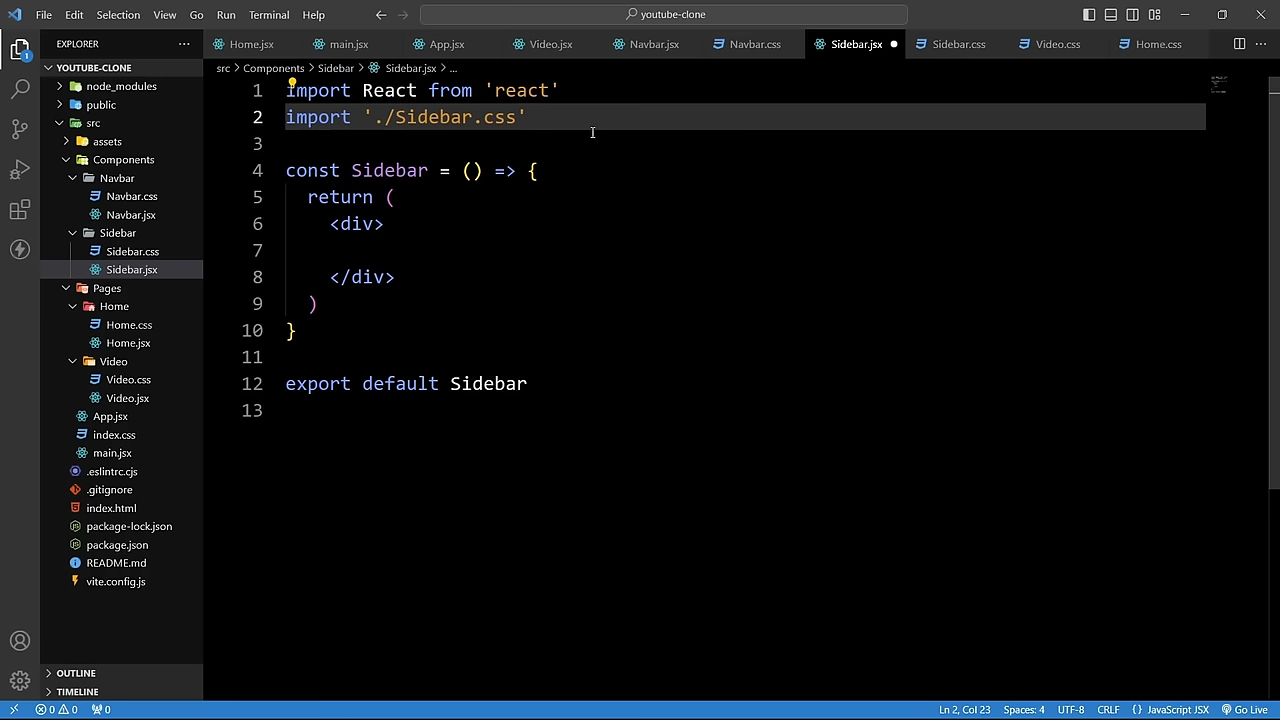 File Edit Selection View Go Run Terminal Help youtube-clone
EXPLORER
Home.jsx main.jsx App.jsx Video.jsx Navbar.jsx Navbar.css Sidebar.jsx Sidebar.css Video.css Home.css
YOUTUBE-CLONE
node_modules
public
src
assets
Components
Navbar
Navbar.css
Navbar.jsx
Sidebar
Sidebar.css
Sidebar.jsx
Pages
Home
Home.css
Home.jsx
Video
Video.css
Video.jsx
App.jsx
index.css
main.jsx
.eslintrc.cjs
.gitignore
index.html
package-lock.json
package.json
README.md
vite.config.js
OUTLINE
TIMELINE
src > Components > Sidebar > Sidebar.jsx > ...
1 import React from 'react'
2 import './Sidebar.css'
3
4 const Sidebar = () => {
5 return (
6 <div>
7
8 </div>
9 )
10 }
11
12 export default Sidebar
13
1
0 0 0 Ln 2, Col 23 Spaces: 4 UTF-8 CRLF {} JavaScript JSX Go Live